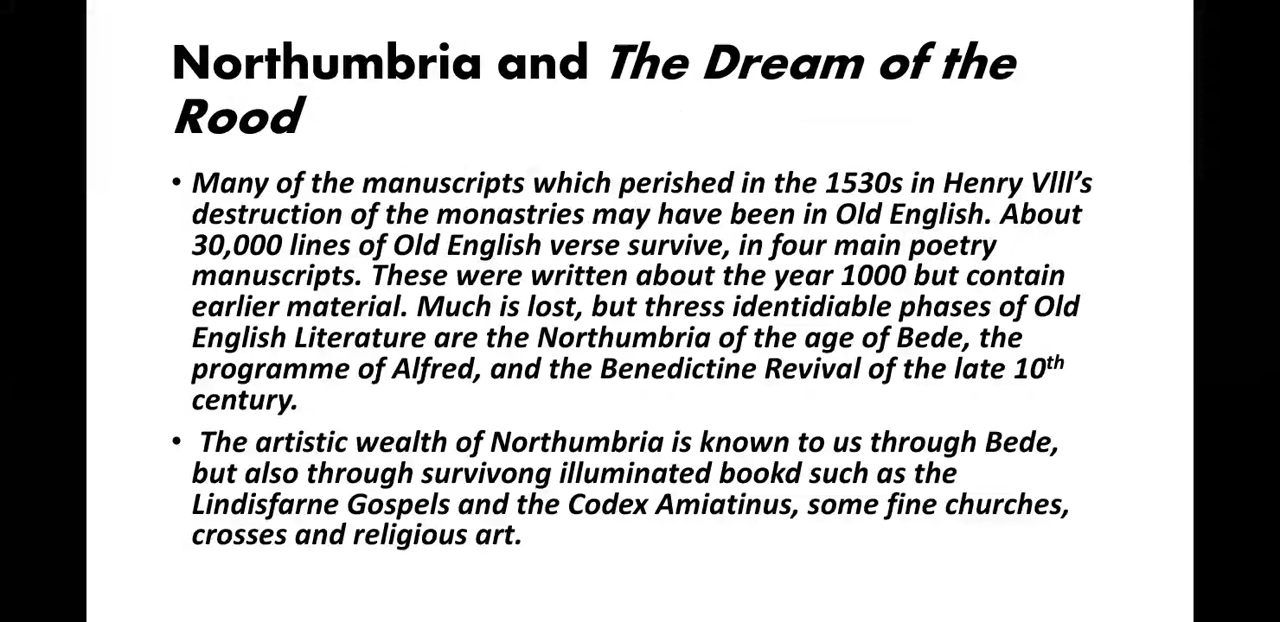 Northumbria and The Dream of the
Rood
• Many of the manuscripts which perished in the 1530s in Henry Vlll’s
destruction of the monastries may have been in Old English. About
30,000 lines of Old English verse survive, in four main poetry
manuscripts. These were written about the year 1000 but contain
earlier material. Much is lost, but thress identidiable phases of Old
English Literature are the Northumbria of the age of Bede, the
programme of Alfred, and the Benedictine Revival of the late 10th
century.
• The artistic wealth of Northumbria is known to us through Bede,
but also through survivong illuminated bookd such as the
Lindisfarne Gospels and the Codex Amiatinus, some fine churches,
crosses and religious art.